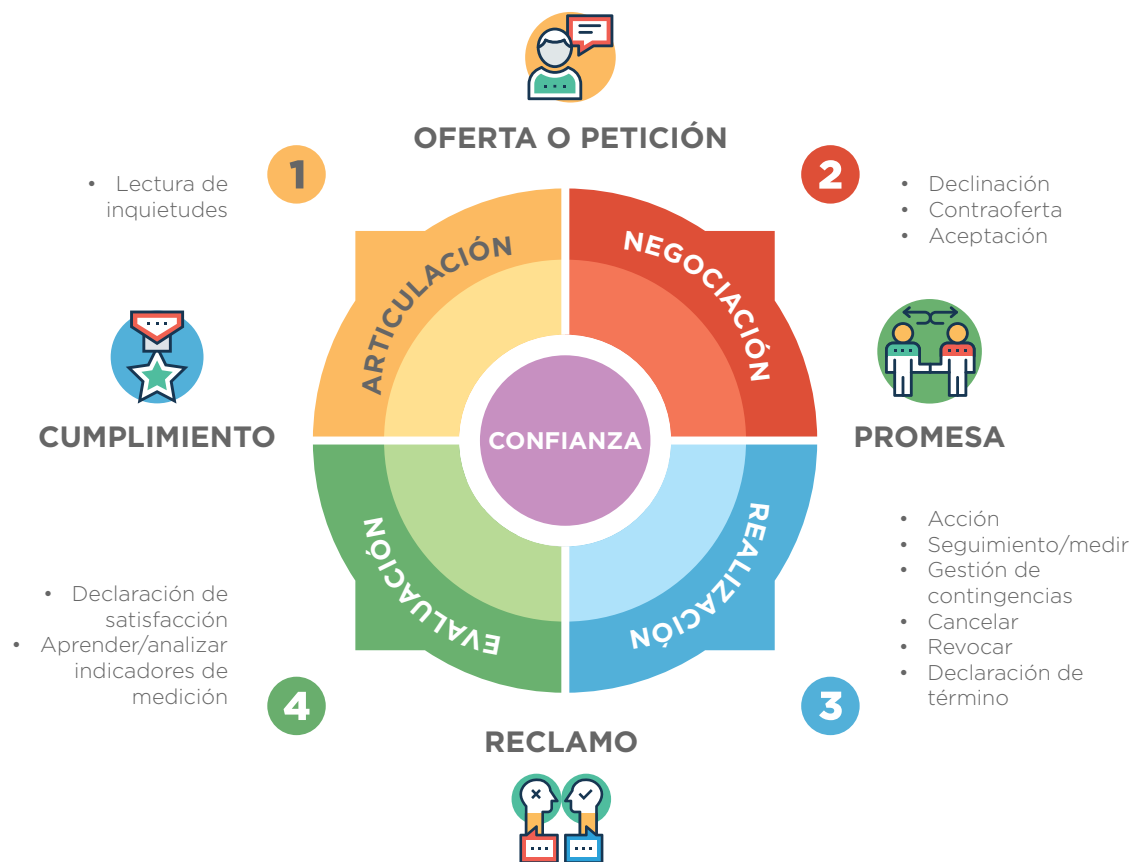 OFERTA O PETICIÓN
1
• Lectura de
inquietudes
2
• Declinación
• Contraoferta
• Aceptación
ARTICULACIÓN
NEGOCIACIÓN
CUMPLIMIENTO
CONFIANZA
PROMESA
EVALUACIÓN
REALIZACIÓN
• Acción
• Seguimiento/medir
• Gestión de
contingencias
• Cancelar
• Revocar
• Declaración de
término
• Declaración de
satisfacción
• Aprender/analizar
indicadores de
medición
4
3
RECLAMO